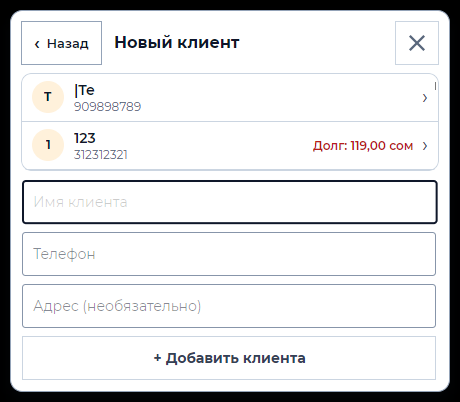 ‹ Назад
Новый клиент
T
|Te
909898789
›
1
123
312312321
Долг: 119,00 сом ›
Имя клиента
Телефон
Адрес (необязательно)
+ Добавить клиента